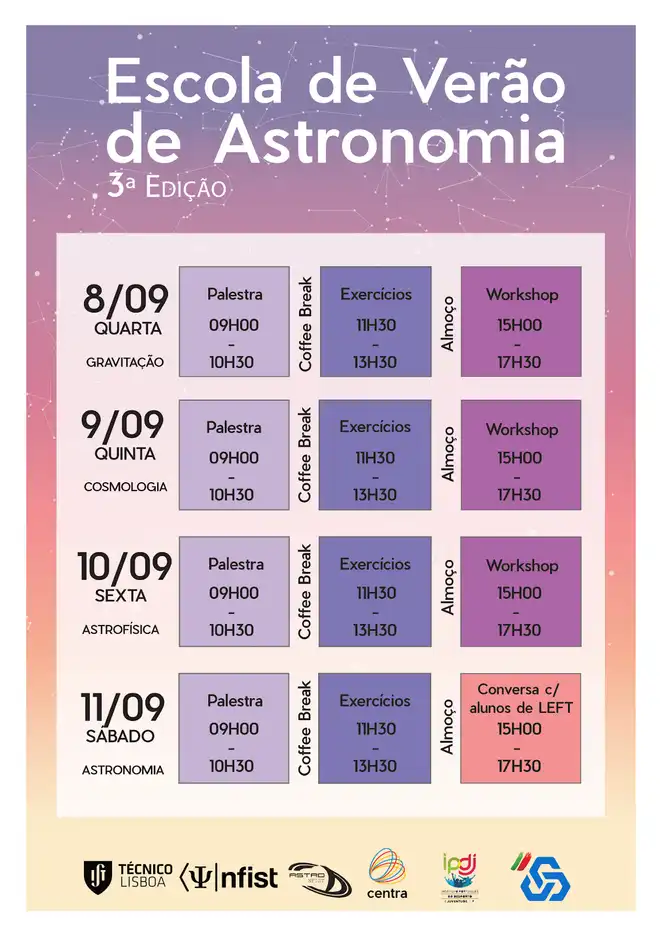 Escola de Verão
de Astronomia
3ª EDIÇÃO
8/09
QUARTA
GRAVITAÇÃO
Palestra
09H00
-
10H30
Coffee Break
Exercícios
11H30
-
13H30
Almoço
Workshop
15H00
-
17H30
9/09
QUINTA
COSMOLOGIA
Palestra
09H00
-
10H30
Coffee Break
Exercícios
11H30
-
13H30
Almoço
Workshop
15H00
-
17H30
10/09
SEXTA
ASTROFÍSICA
Palestra
09H00
-
10H30
Coffee Break
Exercícios
11H30
-
13H30
Almoço
Workshop
15H00
-
17H30
11/09
SÁBADO
ASTRONOMIA
Palestra
09H00
-
10H30
Coffee Break
Exercícios
11H30
-
13H30
Almoço
Conversa c/
alunos de LEFT
15H00
-
17H30
TÉCNICO
LISBOA
⟨Ψ|nfist
ASTRO
centra
ipdj